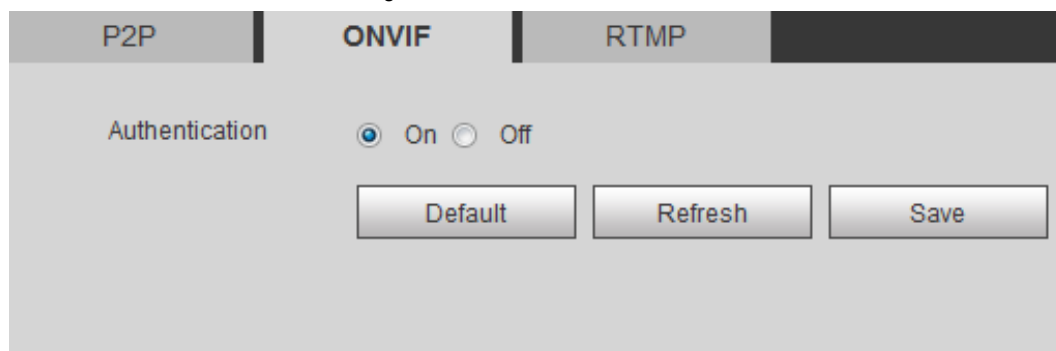 P2P ONVIF RTMP
Authentication On Off
Default Refresh Save